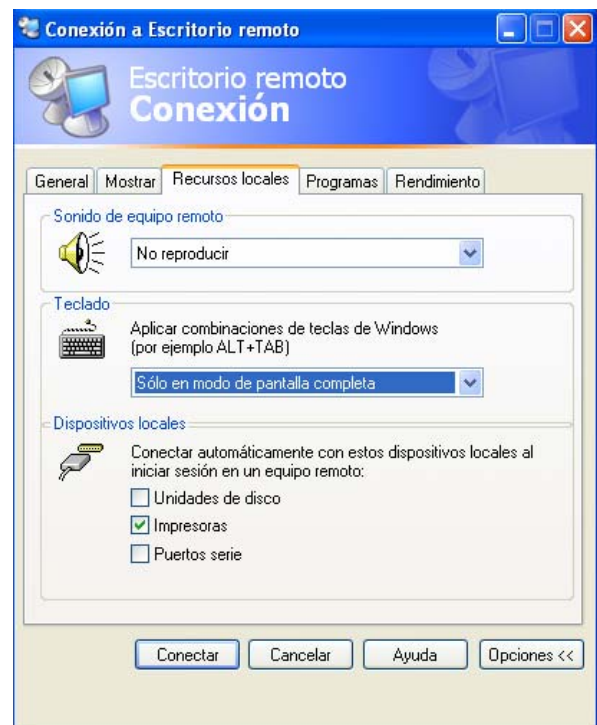 Conexión a Escritorio remoto
Escritorio remoto
Conexión
General Mostrar Recursos locales Programas Rendimiento
Sonido de equipo remoto
No reproducir
Teclado
Aplicar combinaciones de teclas de Windows
(por ejemplo ALT+TAB)
Sólo en modo de pantalla completa
Dispositivos locales
Conectar automáticamente con estos dispositivos locales al
iniciar sesión en un equipo remoto:
Unidades de disco
Impresoras
Puertos serie
Conectar Cancelar Ayuda Opciones <<